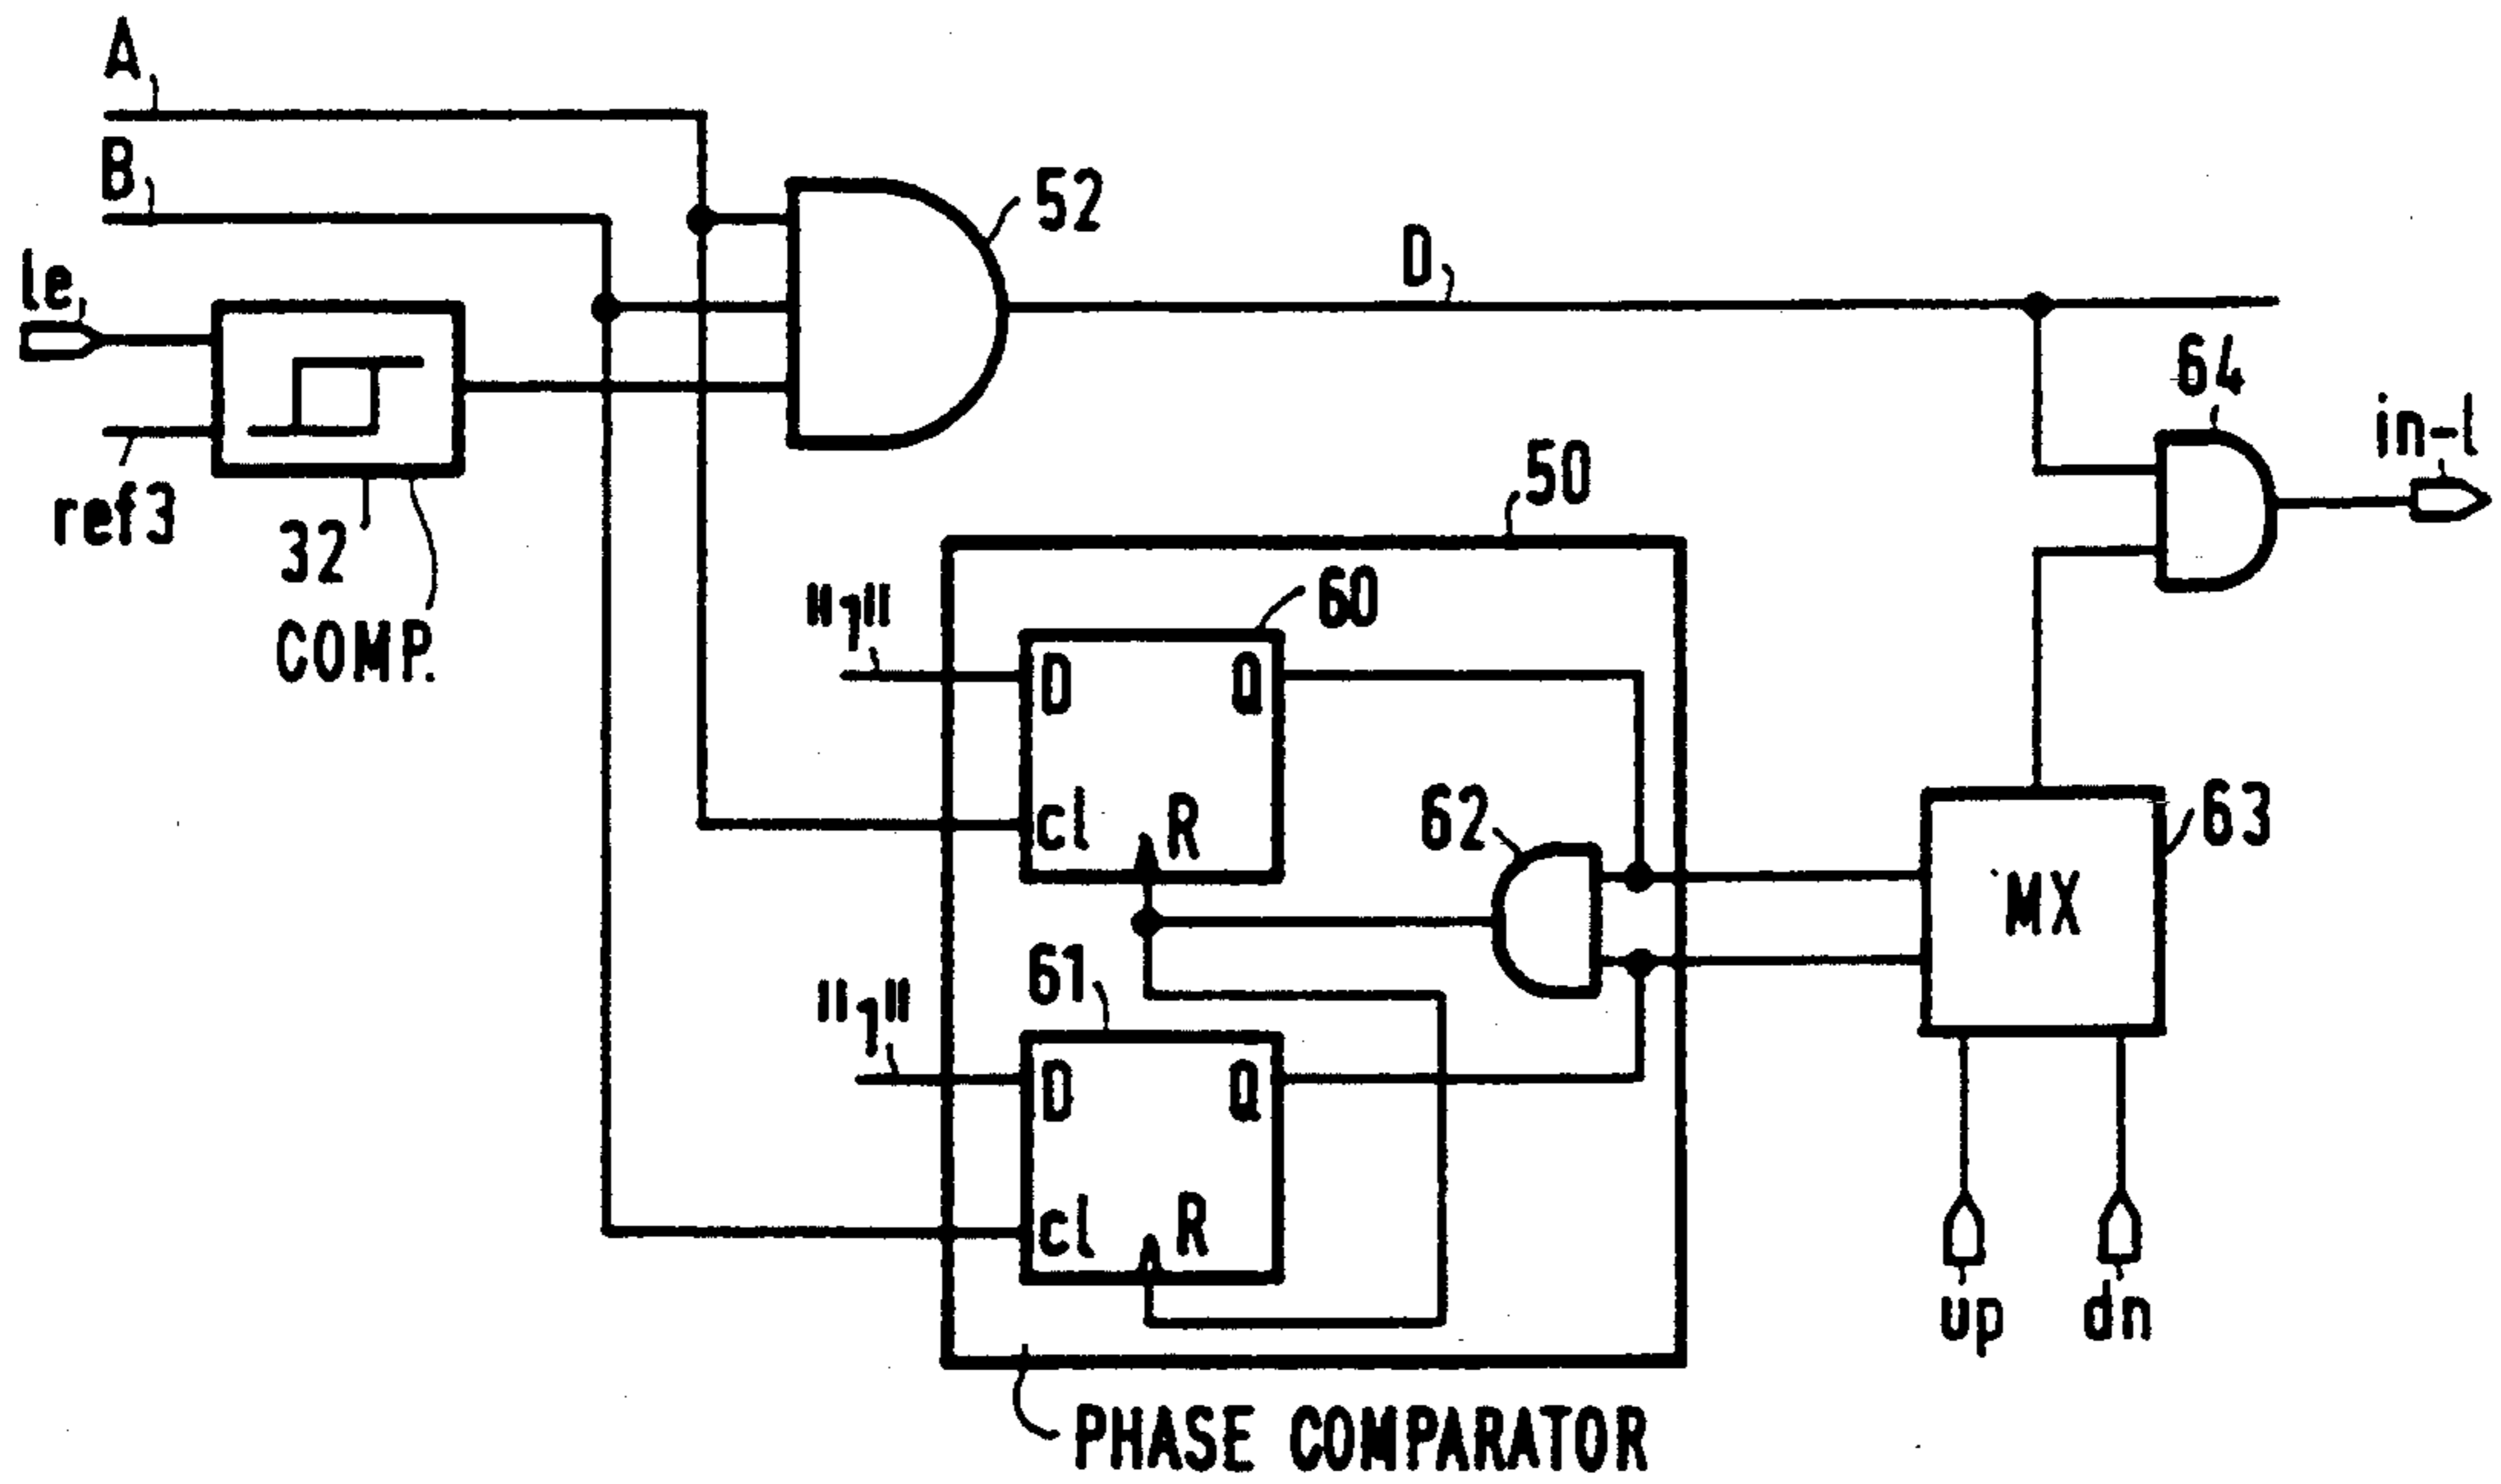 A
B
le
ref3
32
COMP.
52
D
64
in-l
50
"1"
60
D
Q
cl
R
62
63
MX
61
"1"
D
Q
cl
R
up
dn
PHASE COMPARATOR